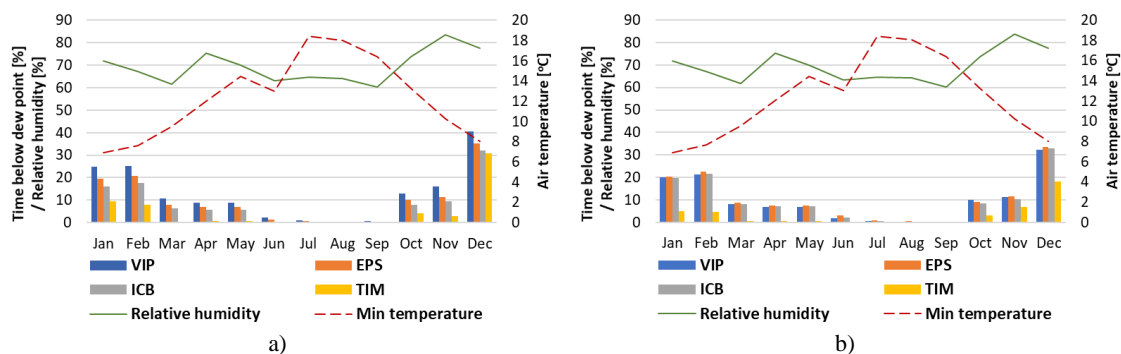 Time below dew point [%]
/ Relative humidity [%]
90
80
70
60
50
40
30
20
10
0
20
18
16
14
12
10
8
6
4
2
0
Air temperature [ºC]
Jan Feb Mar Apr May Jun Jul Aug Sep Oct Nov Dec
VIP EPS
ICB TIM
Relative humidity Min temperature
a)
Time below dew point [%]
/ Relative humidity [%]
90
80
70
60
50
40
30
20
10
0
20
18
16
14
12
10
8
6
4
2
0
Air temperature [ºC]
Jan Feb Mar Apr May Jun Jul Aug Sep Oct Nov Dec
VIP EPS
ICB TIM
Relative humidity Min temperature
b)